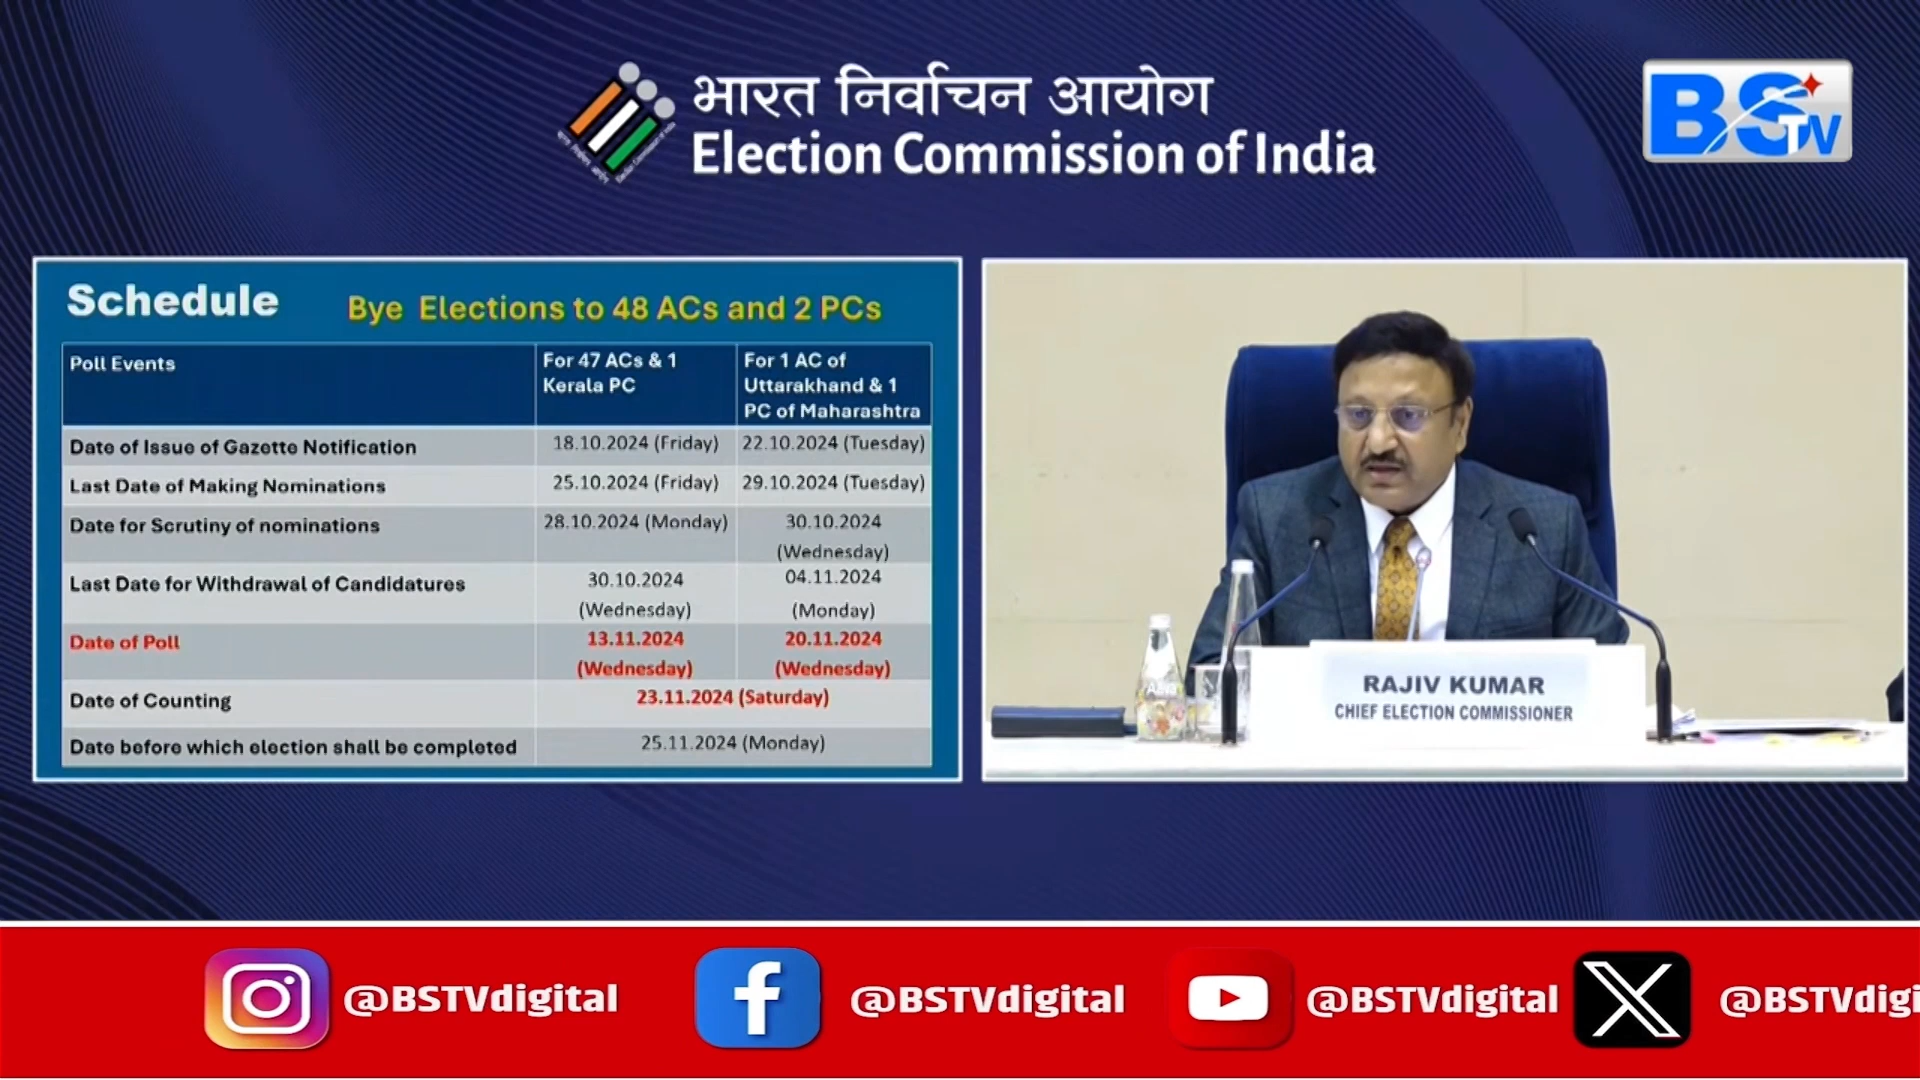 भारत निर्वाचन आयोग
Election Commission of India
BSTV
Schedule
Bye Elections to 48 ACs and 2 PCs
Poll Events
For 47 ACs & 1
Kerala PC
For 1 AC of
Uttarakhand & 1
PC of Maharashtra
Date of Issue of Gazette Notification
18.10.2024 (Friday)
22.10.2024 (Tuesday)
Last Date of Making Nominations
25.10.2024 (Friday)
29.10.2024 (Tuesday)
Date for Scrutiny of nominations
28.10.2024 (Monday)
30.10.2024
(Wednesday)
Last Date for Withdrawal of Candidatures
30.10.2024
(Wednesday)
04.11.2024
(Monday)
Date of Poll
13.11.2024
(Wednesday)
20.11.2024
(Wednesday)
Date of Counting
23.11.2024 (Saturday)
Date before which election shall be completed
25.11.2024 (Monday)
RAJIV KUMAR
CHIEF ELECTION COMMISSIONER
@BSTVdigital
@BSTVdigital
@BSTVdigital
@BSTVdigi